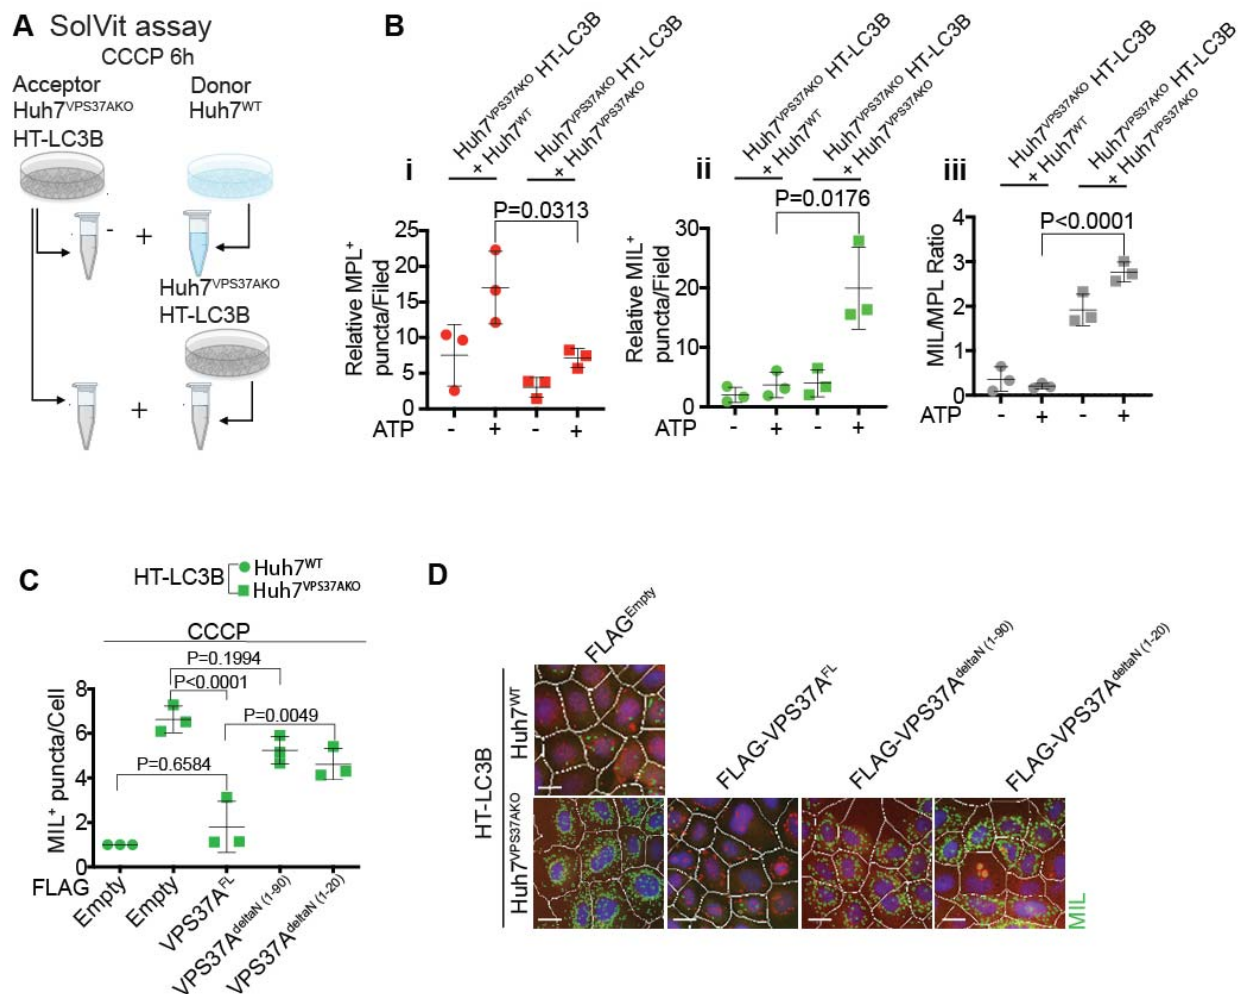 A SolVit assay
CCCP 6h
Acceptor
Huh7VPS37AKO
HT-LC3B
Donor
Huh7WT
-
+
Huh7VPS37AKO
HT-LC3B
+
B
i
Huh7VPS37AKO HT-LC3B
+ Huh7WT
Huh7VPS37AKO HT-LC3B
+ Huh7VPS37AKO
P=0.0313
Relative MPL+
puncta/Filed
25
20
15
10
5
0
ATP - + - +
ii
Huh7VPS37AKO HT-LC3B
+ Huh7WT
Huh7VPS37AKO HT-LC3B
+ Huh7VPS37AKO
P=0.0176
Relative MIL+
puncta/Field
30
20
10
0
ATP - + - +
iii
Huh7VPS37AKO HT-LC3B
+ Huh7WT
Huh7VPS37AKO HT-LC3B
+ Huh7VPS37AKO
P<0.0001
MIL/MPL Ratio
4
3
2
1
0
ATP - + - +
C
HT-LC3B
Huh7WT
Huh7VPS37AKO
CCCP
P=0.1994
P<0.0001
P=0.0049
P=0.6584
MIL+ puncta/Cell
8
6
4
2
0
FLAG
Empty
Empty
VPS37AFL
VPS37AdeltaN (1-90)
VPS37AdeltaN (1-20)
D
FLAGEmpty
FLAG-VPS37AFL
FLAG-VPS37AdeltaN (1-90)
FLAG-VPS37AdeltaN (1-20)
HT-LC3B
Huh7WT
Huh7VPS37AKO
MIL